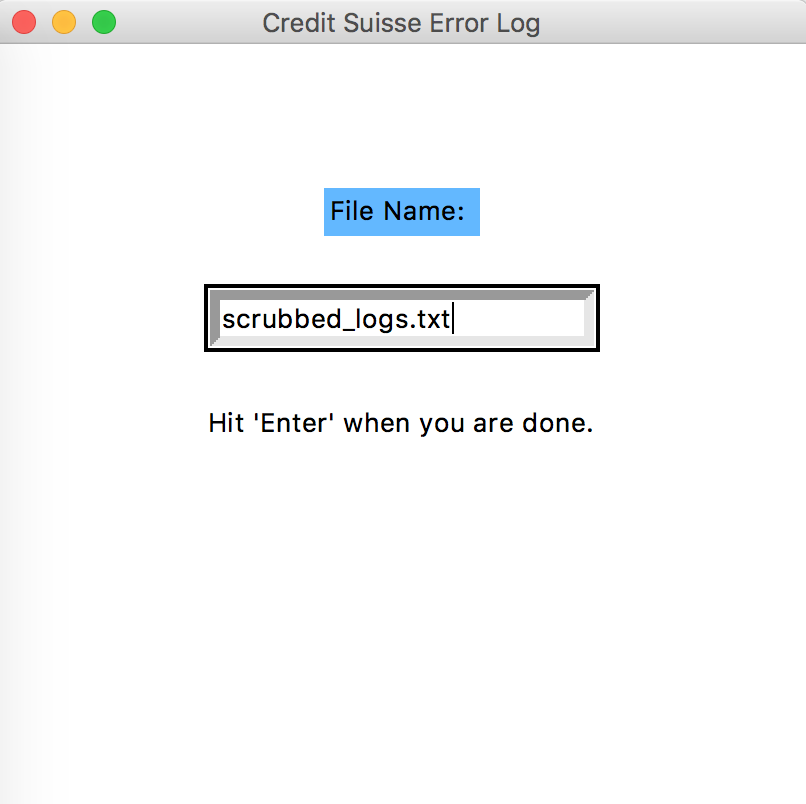 Credit Suisse Error Log
File Name:
scrubbed_logs.txt
Hit 'Enter' when you are done.